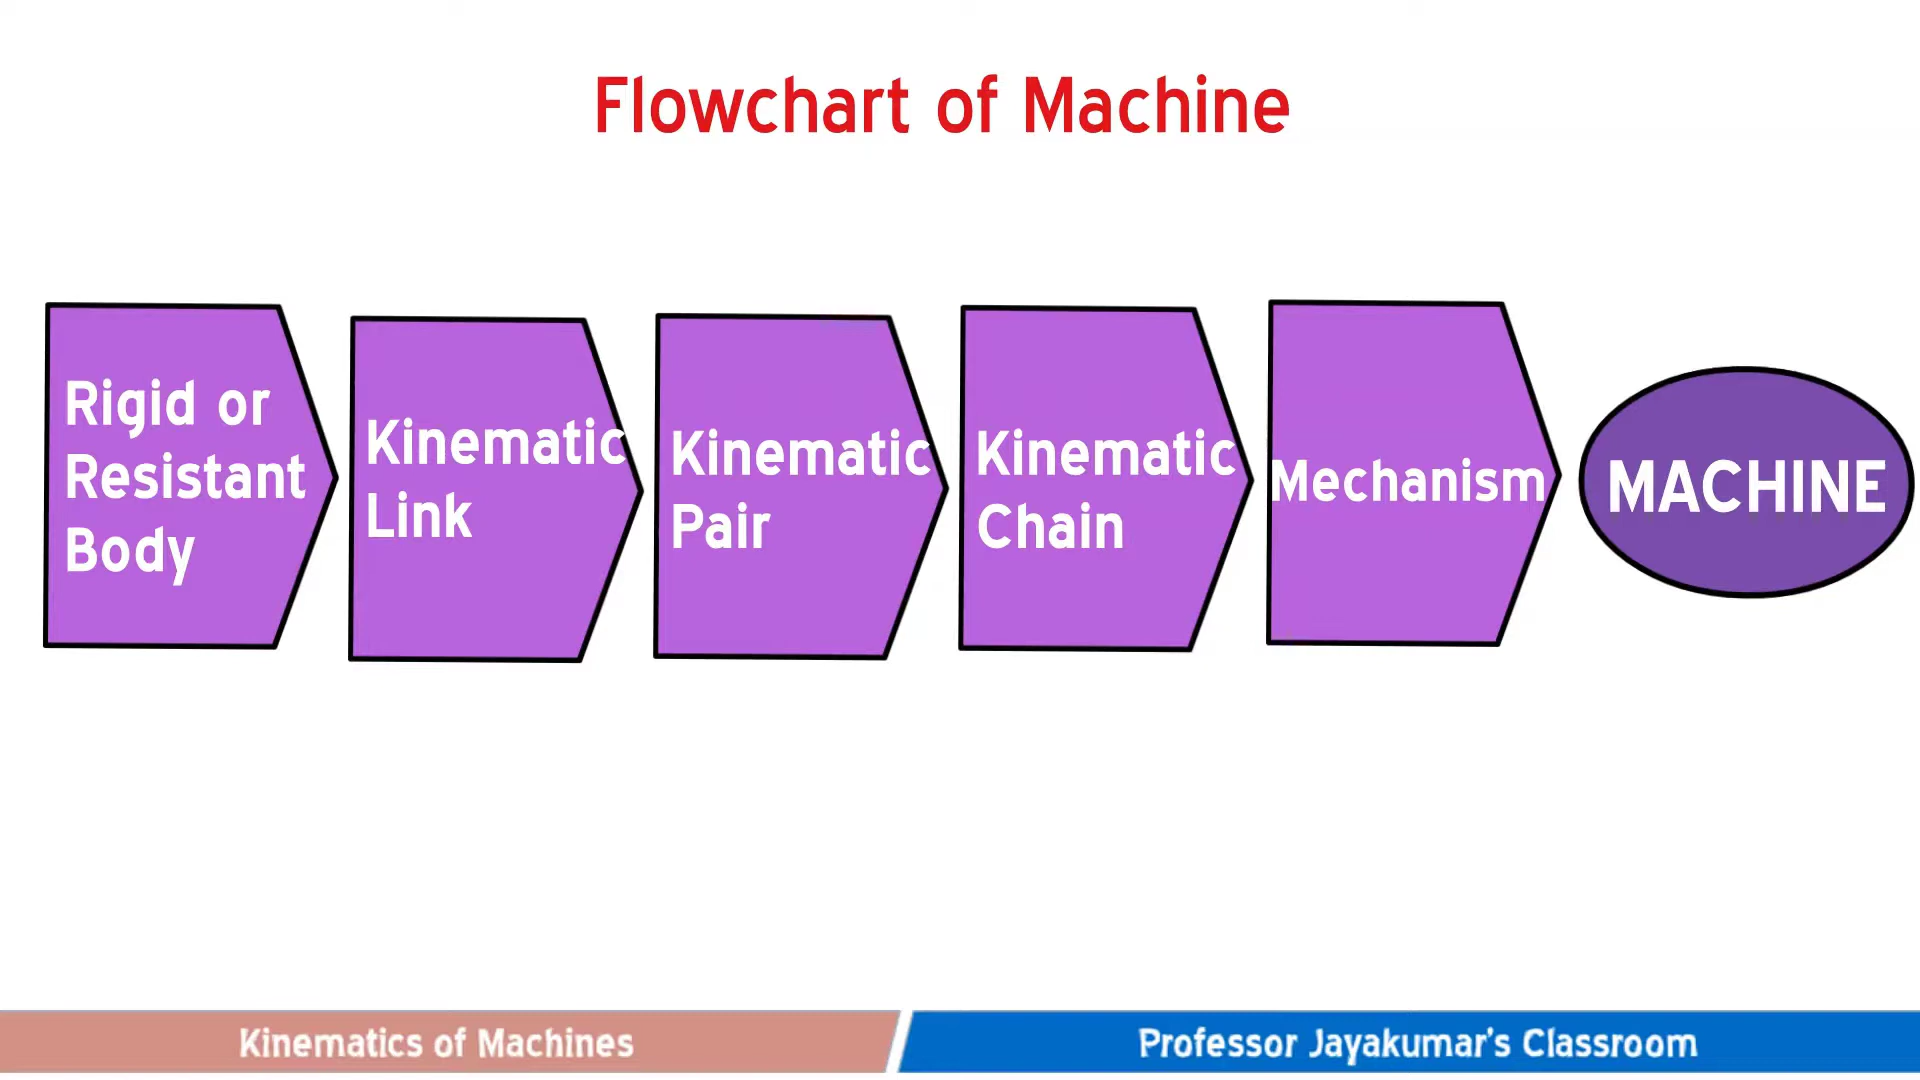 Flowchart of Machine
Rigid or
Resistant
Body
Kinematic
Link
Kinematic
Pair
Kinematic
Chain
Mechanism
MACHINE
Kinematics of Machines
Professor Jayakumar's Classroom